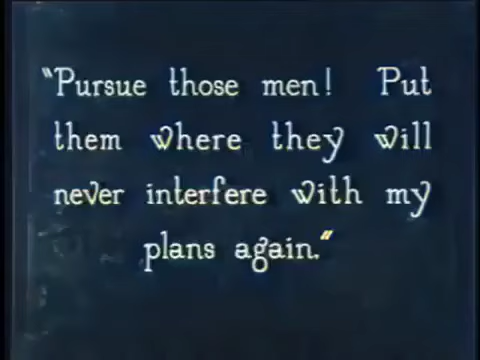 "Pursue those men! Put
them where they will
never interfere with my
plans again."